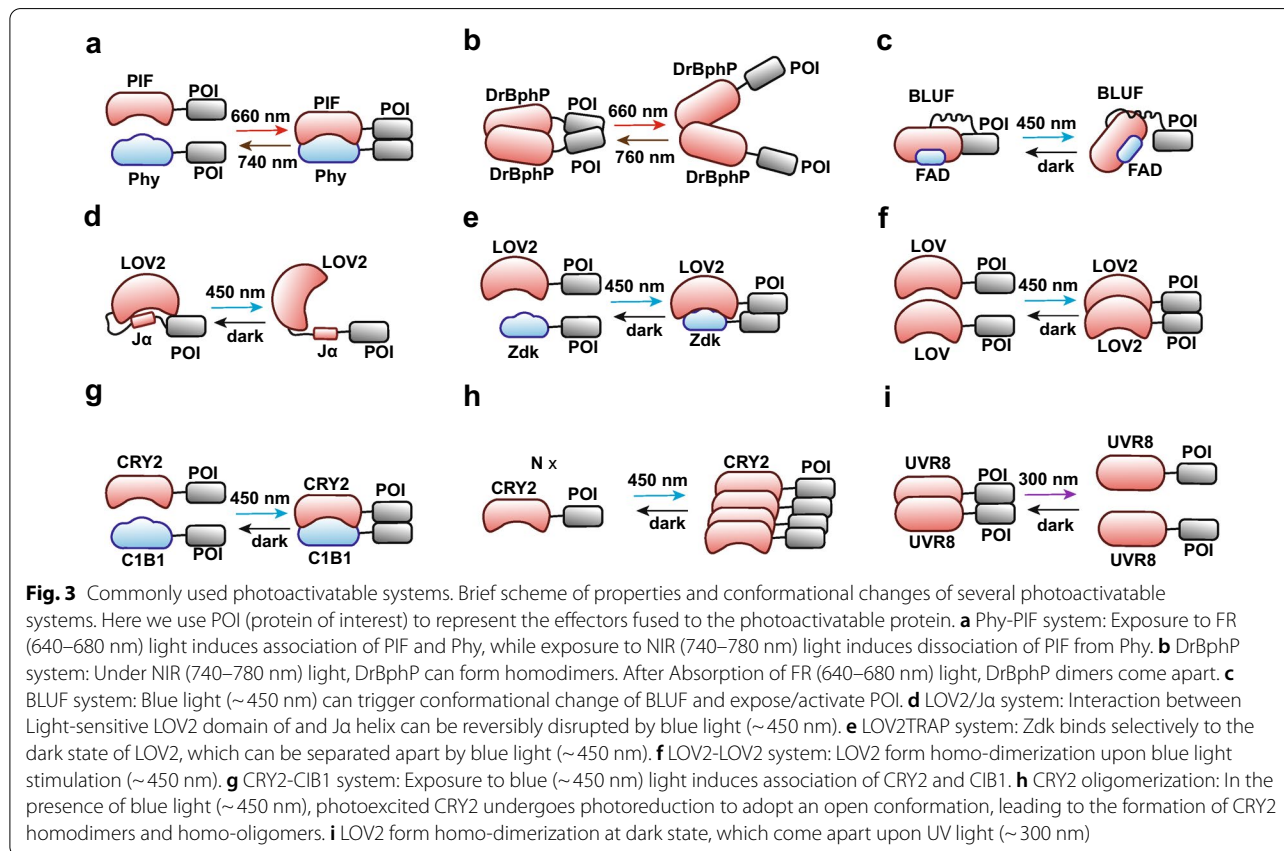 a
PIF
POI
660 nm
740 nm
Phy
POI
PIF
POI
Phy
b
DrBphP
POI
660 nm
760 nm
DrBphP
POI
DrBphP
POI
DrBphP
POI
c
BLUF
POI
450 nm
dark
FAD
BLUF
POI
FAD
d
LOV2
450 nm
dark
Jα
POI
LOV2
Jα
POI
e
LOV2
POI
450 nm
dark
Zdk
POI
LOV2
POI
Zdk
f
LOV
POI
450 nm
dark
LOV
POI
LOV2
POI
LOV2
POI
g
CRY2
POI
450 nm
dark
C1B1
POI
CRY2
POI
C1B1
h
N x
CRY2
POI
450 nm
dark
CRY2
POI
i
UVR8
POI
300 nm
dark
UVR8
POI
UVR8
POI
UVR8
POI
Fig. 3 Commonly used photoactivatable systems. Brief scheme of properties and conformational changes of several photoactivatable
systems. Here we use POI (protein of interest) to represent the effectors fused to the photoactivatable protein. a Phy-PIF system: Exposure to FR
(640–680 nm) light induces association of PIF and Phy, while exposure to NIR (740–780 nm) light induces dissociation of PIF from Phy. b DrBphP
system: Under NIR (740–780 nm) light, DrBphP can form homodimers. After Absorption of FR (640–680 nm) light, DrBphP dimers come apart. c
BLUF system: Blue light (~ 450 nm) can trigger conformational change of BLUF and expose/activate POI. d LOV2/Jα system: Interaction between
Light-sensitive LOV2 domain of and Jα helix can be reversibly disrupted by blue light (~ 450 nm). e LOV2TRAP system: Zdk binds selectively to the
dark state of LOV2, which can be separated apart by blue light (~ 450 nm). f LOV2-LOV2 system: LOV2 form homo-dimerization upon blue light
stimulation (~ 450 nm). g CRY2-CIB1 system: Exposure to blue (~ 450 nm) light induces association of CRY2 and CIB1. h CRY2 oligomerization: In the
presence of blue light (~ 450 nm), photoexcited CRY2 undergoes photoreduction to adopt an open conformation, leading to the formation of CRY2
homodimers and homo-oligomers. i LOV2 form homo-dimerization at dark state, which come apart upon UV light (~ 300 nm)